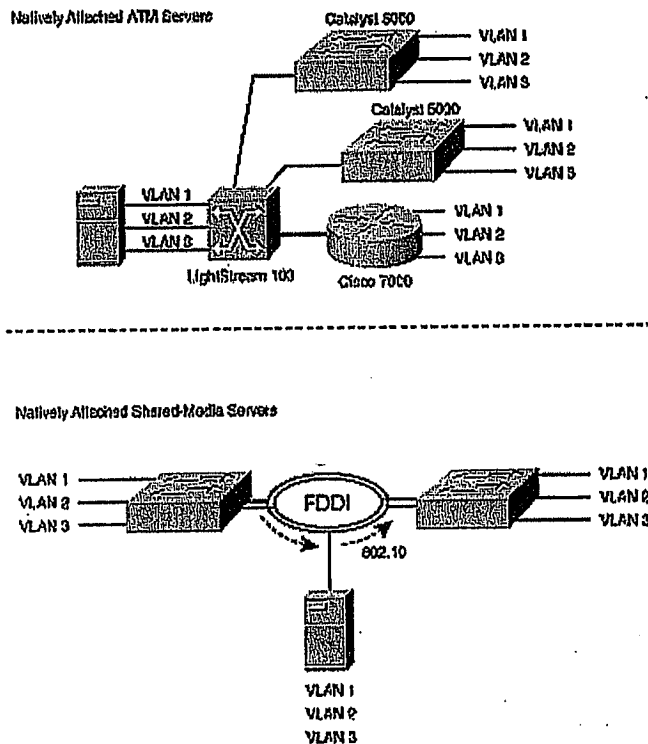 Natively Attached ATM Servers
Catalyst 5000
VLAN 1
VLAN 2
VLAN 3
Catalyst 5000
VLAN 1
VLAN 2
VLAN 3
VLAN 1
VLAN 2
VLAN 3
LightStream 100
Cisco 7000
VLAN 1
VLAN 2
VLAN 3
Natively Attached Shared-Media Servers
VLAN 1
VLAN 2
VLAN 3
FDDI
802.10
VLAN 1
VLAN 2
VLAN 3
VLAN 1
VLAN 2
VLAN 3